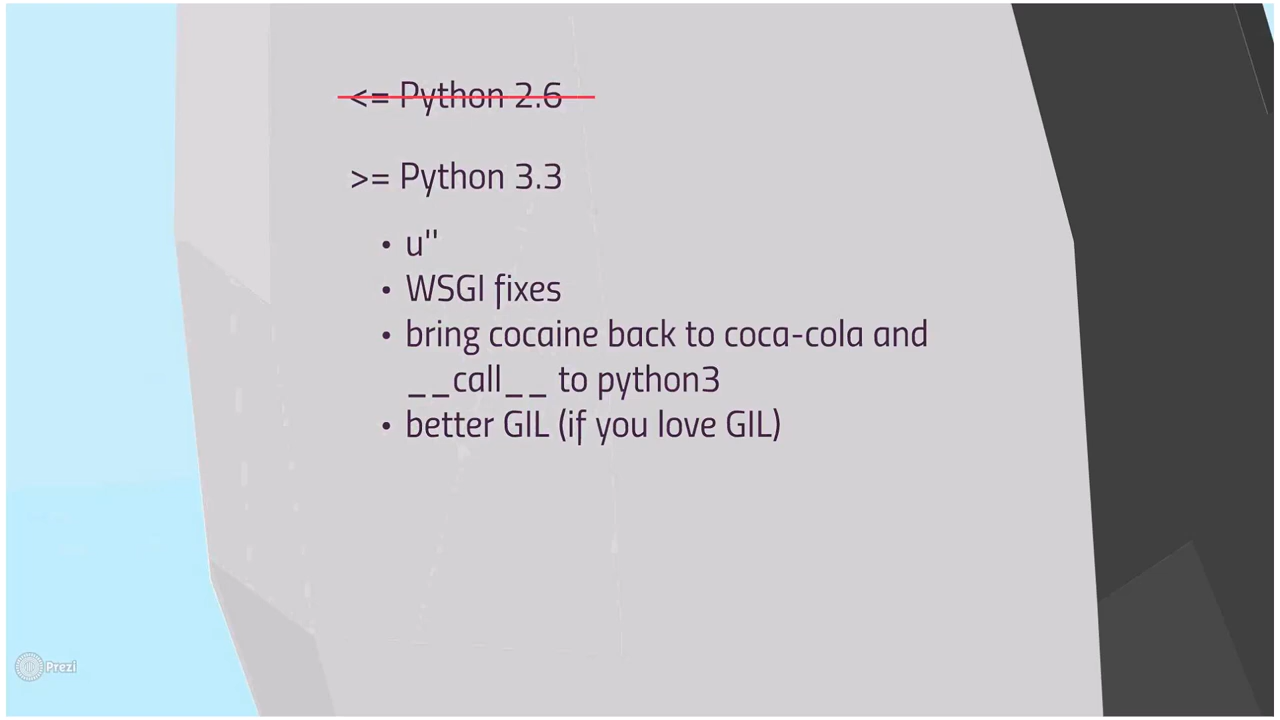 <= Python 2.6
>= Python 3.3
• u''
• WSGI fixes
• bring cocaine back to coca-cola and
__call__ to python3
• better GIL (if you love GIL)
Prezi